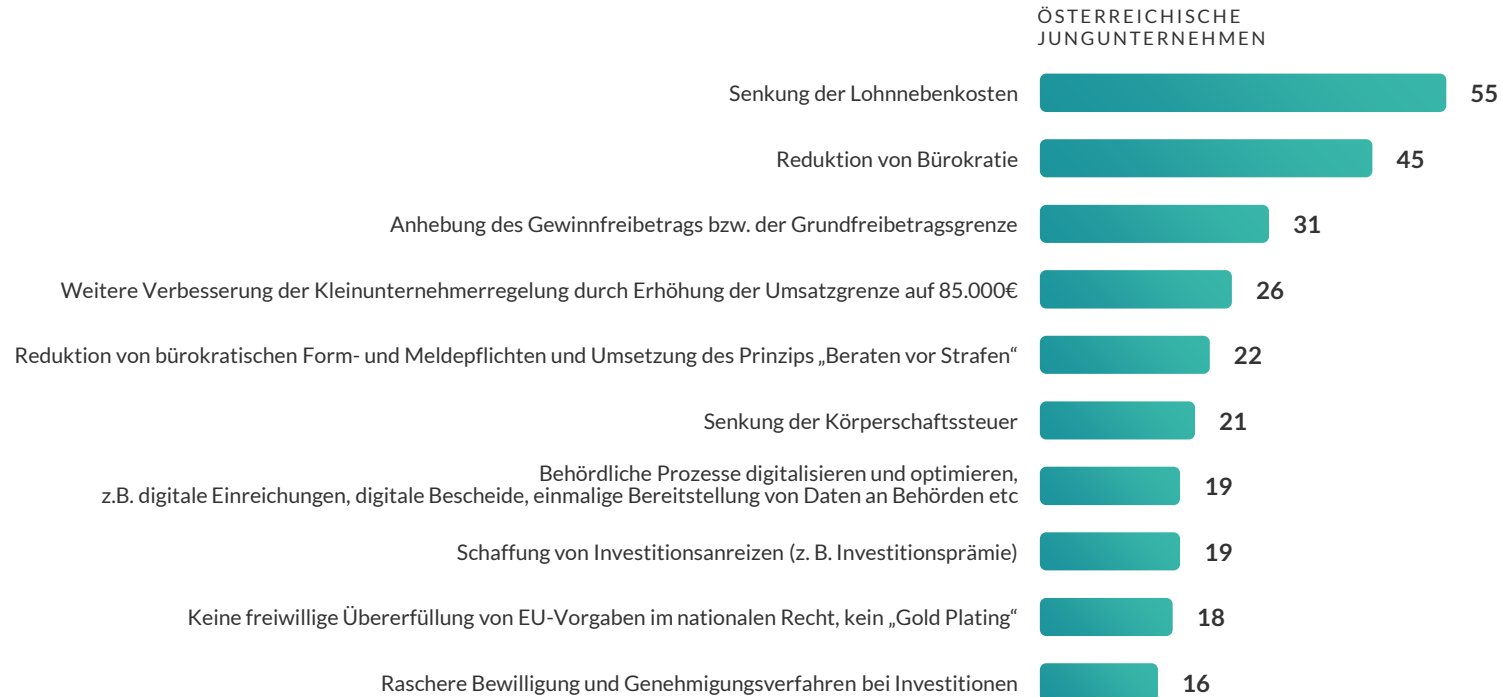 ÖSTERREICHISCHE
JUNGUNTERNEHMEN
Senkung der Lohnnebenkosten 55
Reduktion von Bürokratie 45
Anhebung des Gewinnfreibetrags bzw. der Grundfreibetragsgrenze 31
Weitere Verbesserung der Kleinunternehmerregelung durch Erhöhung der Umsatzgrenze auf 85.000€ 26
Reduktion von bürokratischen Form- und Meldepflichten und Umsetzung des Prinzips „Beraten vor Strafen“ 22
Senkung der Körperschaftssteuer 21
Behördliche Prozesse digitalisieren und optimieren,
z.B. digitale Einreichungen, digitale Bescheide, einmalige Bereitstellung von Daten an Behörden etc 19
Schaffung von Investitionsanreizen (z. B. Investitionsprämie) 19
Keine freiwillige Übererfüllung von EU-Vorgaben im nationalen Recht, kein „Gold Plating“ 18
Raschere Bewilligung und Genehmigungsverfahren bei Investitionen 16